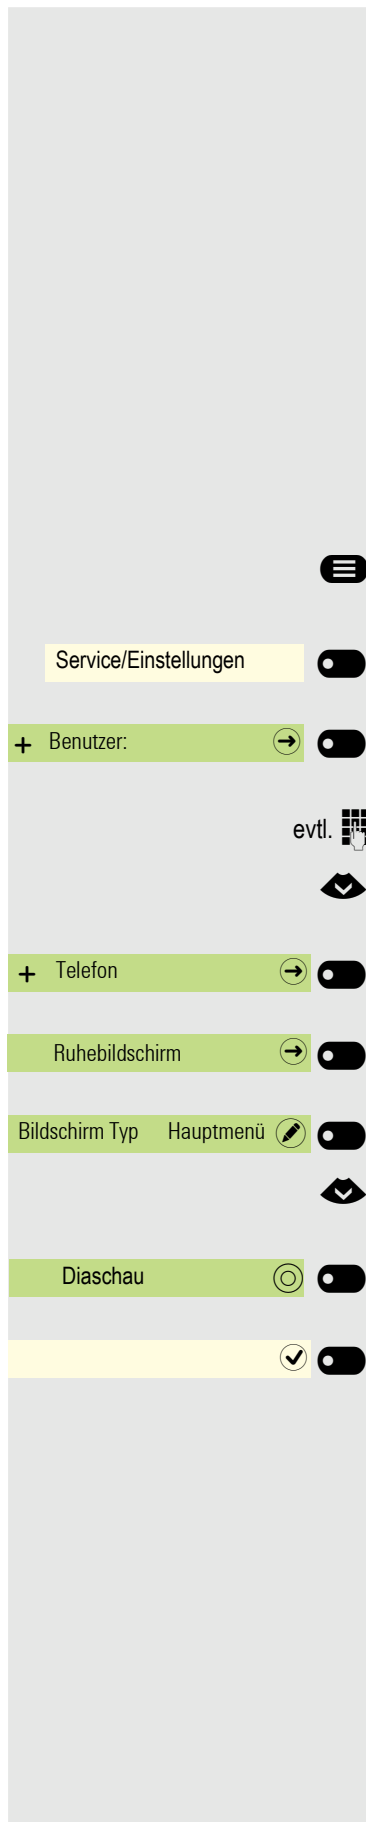 Service/Einstellungen
+ Benutzer:
evtl.
+ Telefon
Ruhebildschirm
Bildschirm Typ Hauptmenü
Diaschau